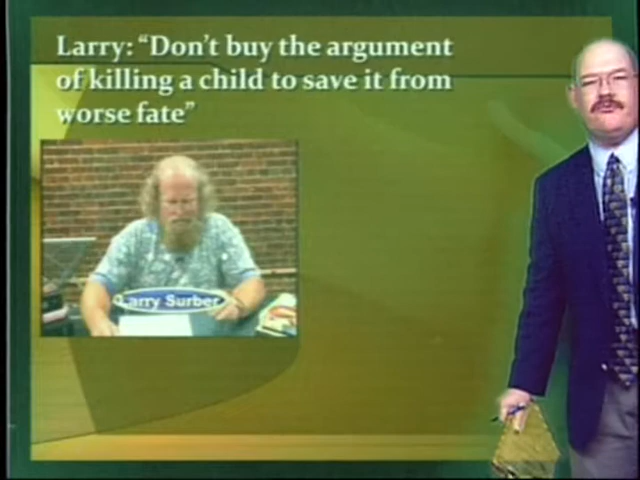 Larry: “Don’t buy the argument
of killing a child to save it from
worse fate”
Larry Surber